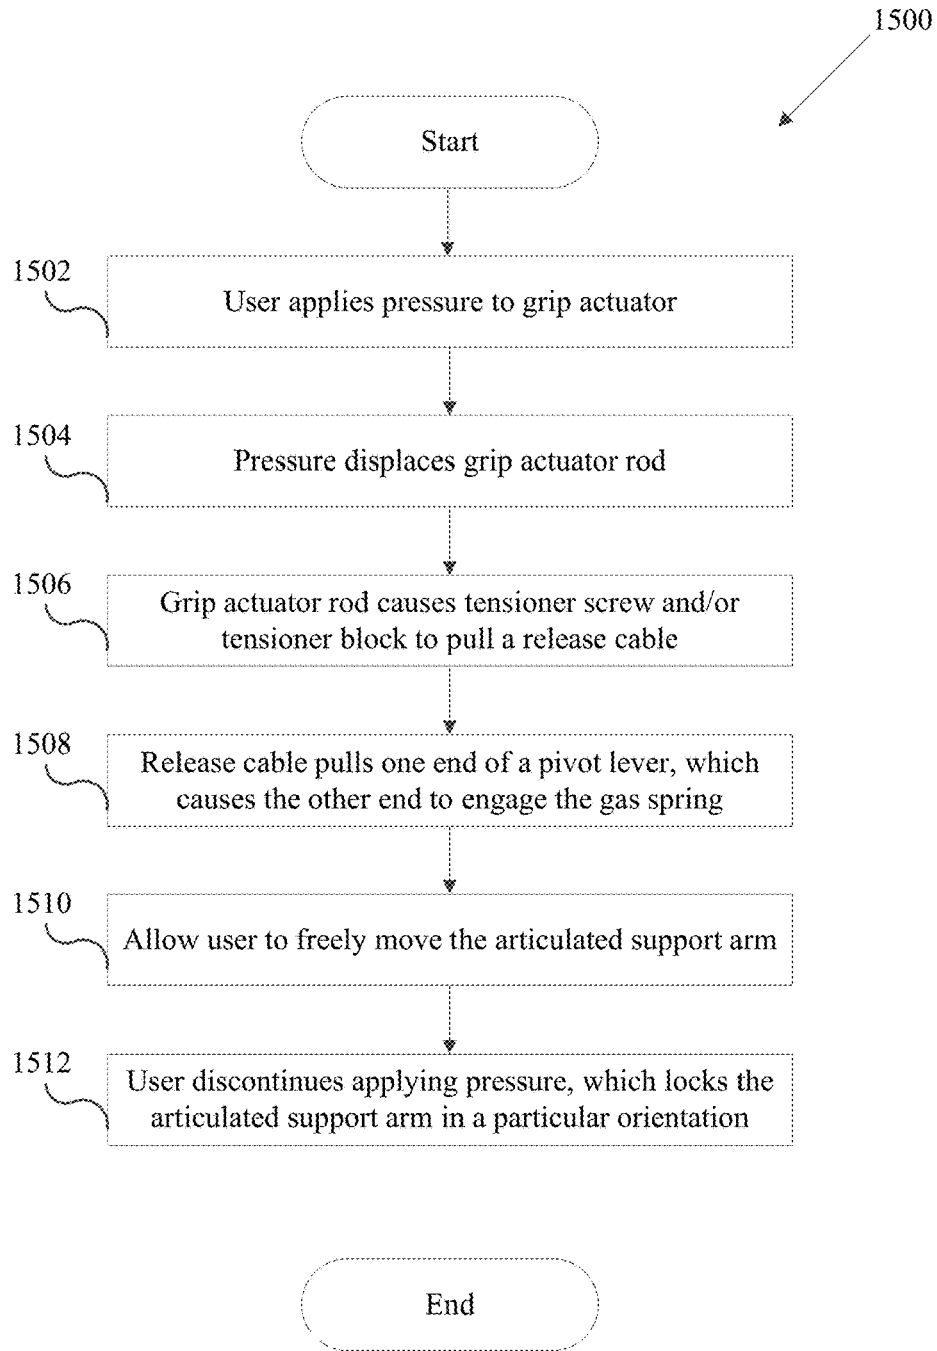 1500
Start
1502
User applies pressure to grip actuator
1504
Pressure displaces grip actuator rod
1506
Grip actuator rod causes tensioner screw and/or
tensioner block to pull a release cable
1508
Release cable pulls one end of a pivot lever, which
causes the other end to engage the gas spring
1510
Allow user to freely move the articulated support arm
1512
User discontinues applying pressure, which locks the
articulated support arm in a particular orientation
End